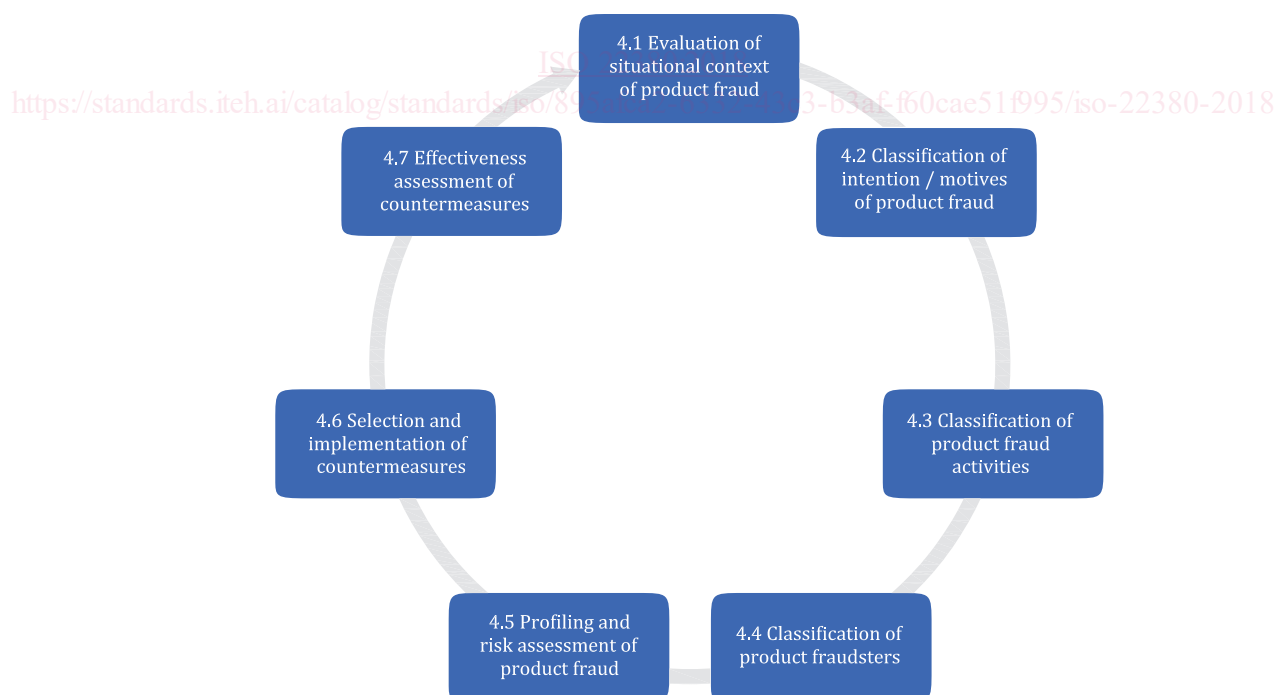 4.1 Evaluation of
situational context
of product fraud
https://standards.iteh.ai/catalog/standards/iso/
-b3af-f60cae51f995/iso-22380-2018
4.7 Effectiveness
assessment of
countermeasures
4.2 Classification of
intention / motives
of product fraud
4.6 Selection and
implementation of
countermeasures
4.3 Classification of
product fraud
activities
4.5 Profiling and
risk assessment of
product fraud
4.4 Classification of
product fraudsters